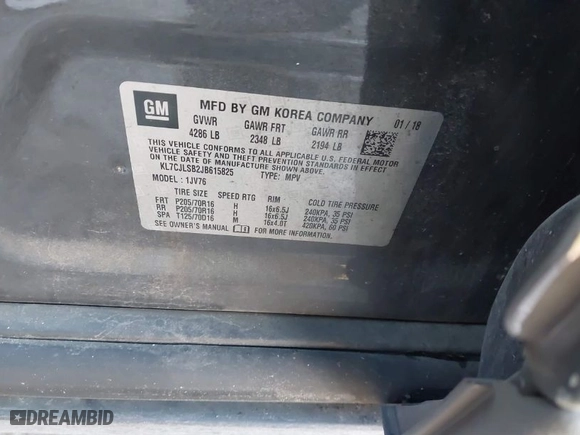 GM
MFD BY GM KOREA COMPANY
01 / 18
GVWR GAWR FRT GAWR RR
4286 LB 2348 LB 2194 LB
THIS VEHICLE CONFORMS TO ALL APPLICABLE U.S. FEDERAL MOTOR
VEHICLE SAFETY STANDARDS IN EFFECT ON THE DATE OF MANUFACTURE SHOWN ABOVE.
KL7CJLSB2JB615825 TYPE: MPV
MODEL: 1JV76
TIRE SIZE SPEED RTG RIM COLD TIRE PRESSURE
FRT P205/70R16 H 16x6.5J 240KPA, 35 PSI
RR P205/70R16 H 16x6.5J 240KPA, 35 PSI
SPA T125/70D16 M 16x4.0T 420KPA, 60 PSI
SEE OWNER'S MANUAL FOR MORE INFORMATION.
DREAMBID